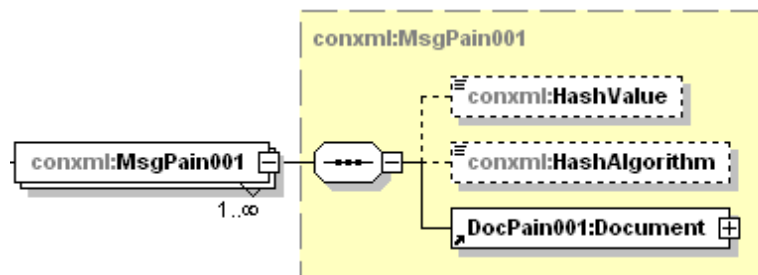 conxml:MsgPain001
conxml:HashValue
conxml:MsgPain001
conxml:HashAlgorithm
1..∞
DocPain001:Document